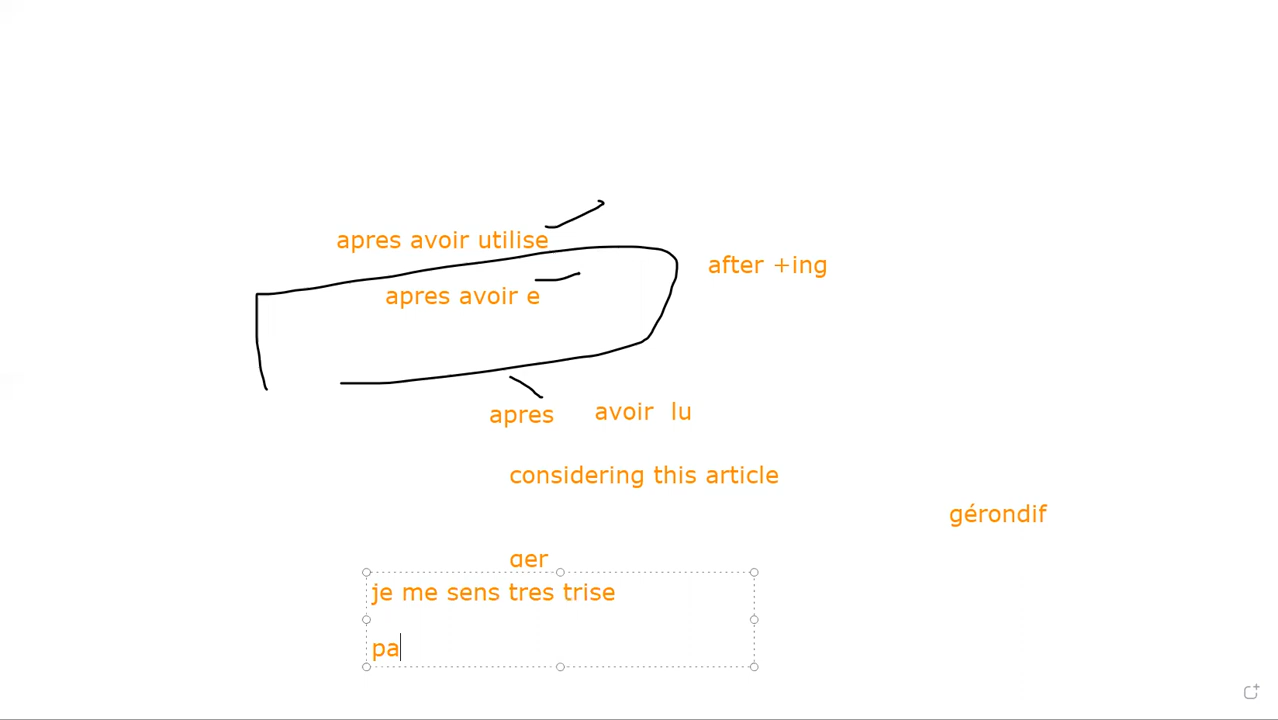 apres avoir utilise
after +ing
apres avoir e
apres avoir lu
considering this article
gérondif
ger
je me sens tres trise
pa